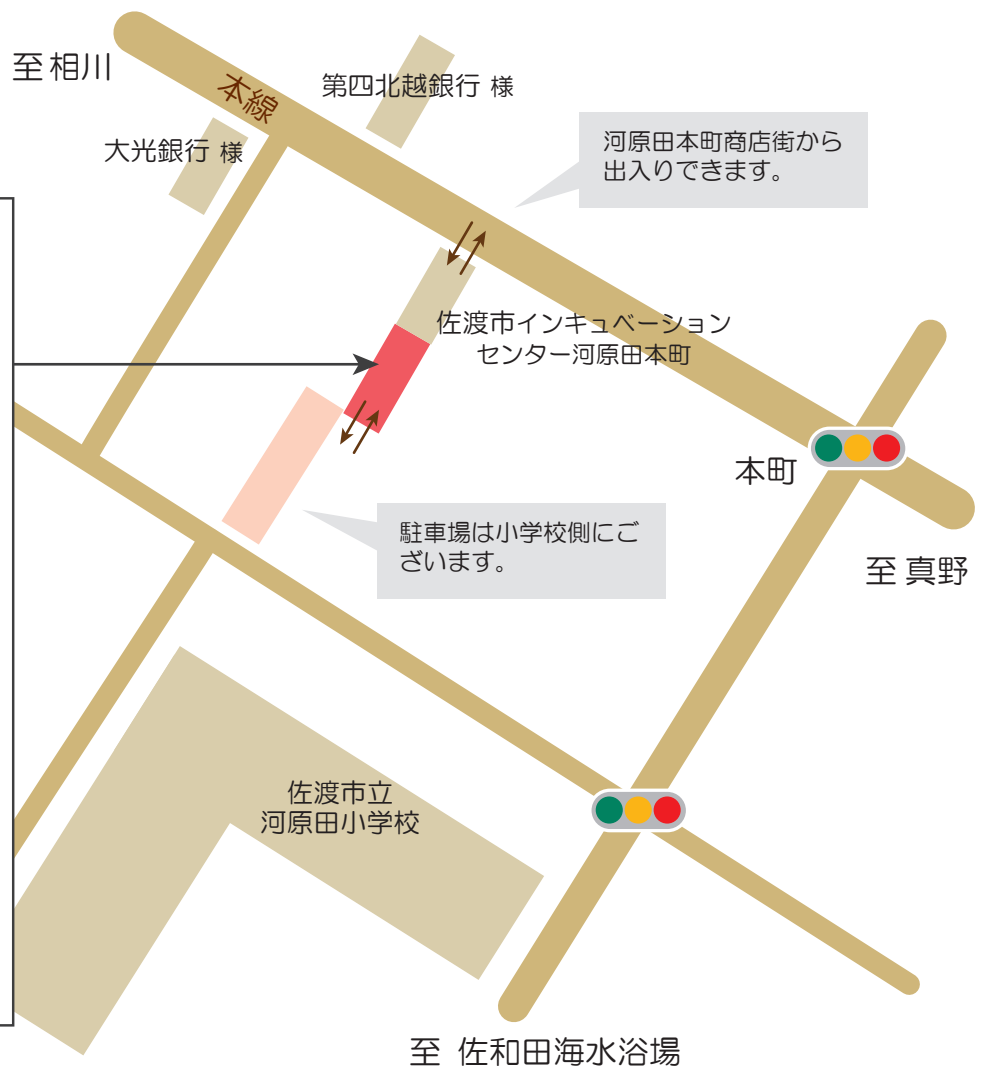 至相川
本線
第四北越銀行 様
大光銀行 様
河原田本町商店街から
出入りできます。
佐渡市インキュベーション
センター河原田本町
本町
駐車場は小学校側にご
ざいます。
至 真野
佐渡市立
河原田小学校
至 佐和田海水浴場